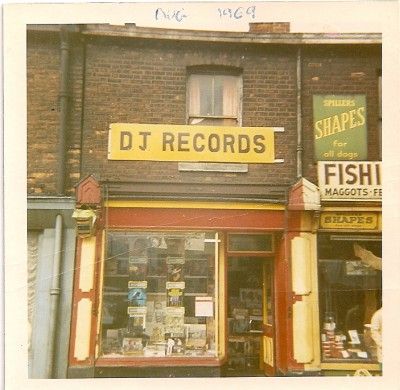 AUG 1969
DJ RECORDS
SPILLERS
SHAPES
for
all dogs
FISHI
MAGGOTS-FE
SHAPES